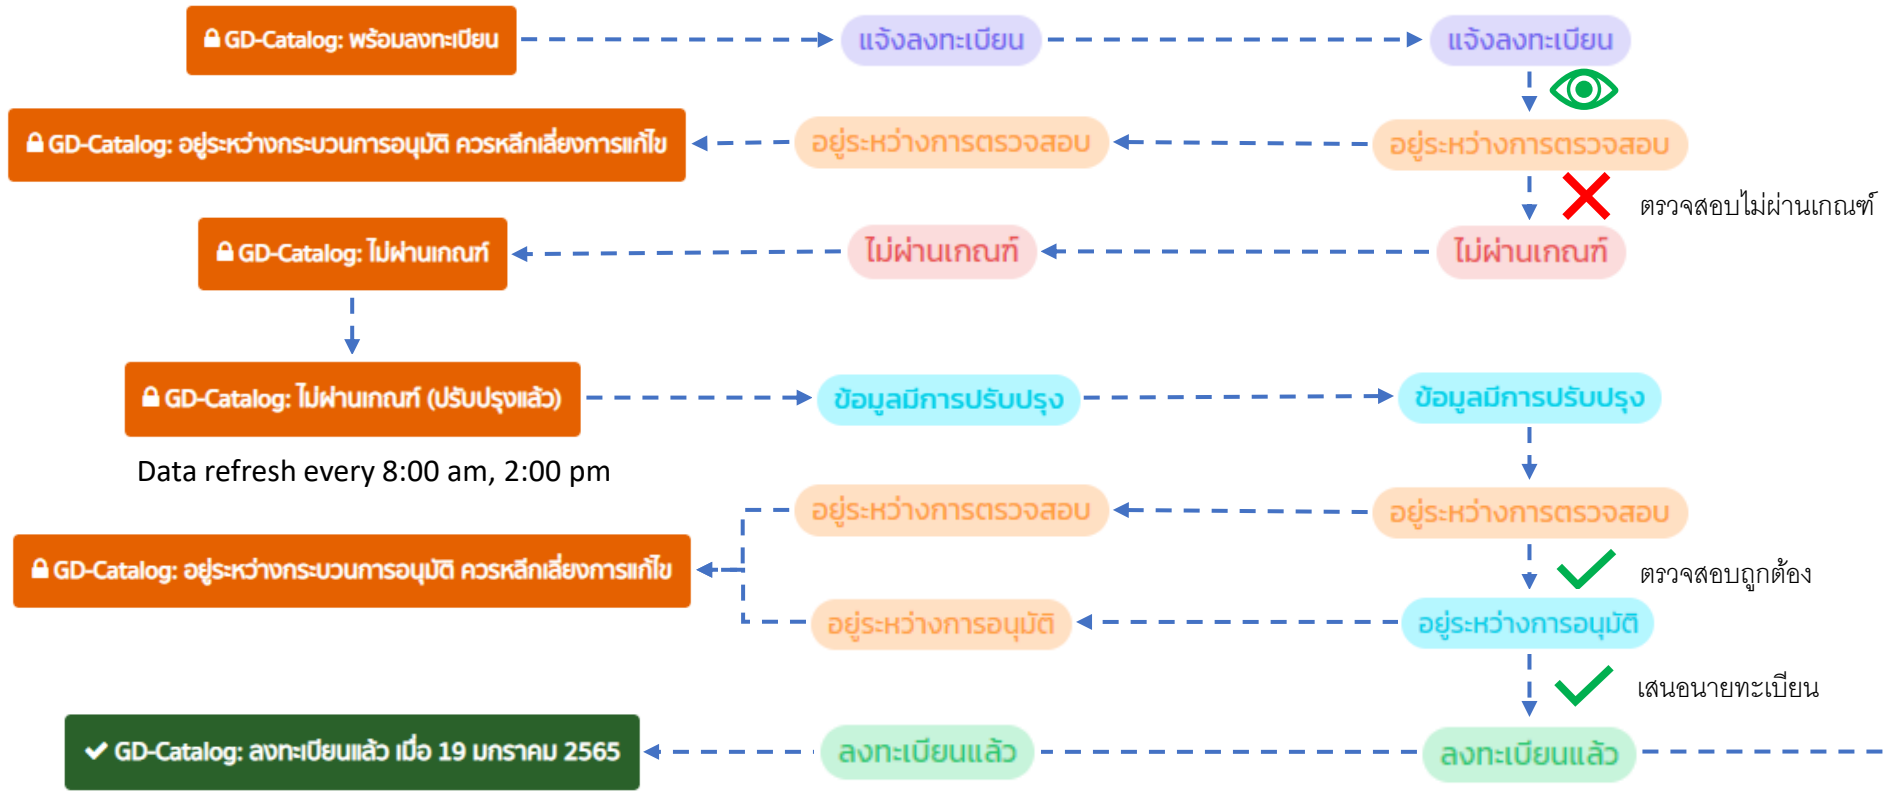 GD-Catalog: พร้อมลงทะเบียน
แจ้งลงทะเบียน
แจ้งลงทะเบียน
GD-Catalog: อยู่ระหว่างกระบวนการอนุมัติ ควรหลีกเลี่ยงการแก้ไข
อยู่ระหว่างการตรวจสอบ
อยู่ระหว่างการตรวจสอบ
ตรวจสอบไม่ผ่านเกณฑ์
GD-Catalog: ไม่ผ่านเกณฑ์
ไม่ผ่านเกณฑ์
ไม่ผ่านเกณฑ์
GD-Catalog: ไม่ผ่านเกณฑ์ (ปรับปรุงแล้ว)
ข้อมูลมีการปรับปรุง
ข้อมูลมีการปรับปรุง
Data refresh every 8:00 am, 2:00 pm
อยู่ระหว่างการตรวจสอบ
อยู่ระหว่างการตรวจสอบ
GD-Catalog: อยู่ระหว่างกระบวนการอนุมัติ ควรหลีกเลี่ยงการแก้ไข
ตรวจสอบถูกต้อง
อยู่ระหว่างการอนุมัติ
อยู่ระหว่างการอนุมัติ
เสนอนายทะเบียน
GD-Catalog: ลงทะเบียนแล้ว เมื่อ 19 มกราคม 2565
ลงทะเบียนแล้ว
ลงทะเบียนแล้ว